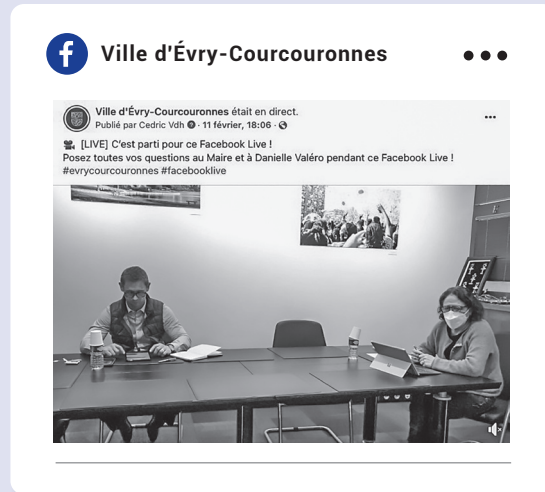 Ville d'Évry-Courcouronnes
Ville d'Évry-Courcouronnes était en direct.
Publié par Cedric Vdh · 11 février, 18:06 ·
[LIVE] C'est parti pour ce Facebook Live !
Posez toutes vos questions au Maire et à Danielle Valéro pendant ce Facebook Live !
#evrycourcouronnes #facebooklive